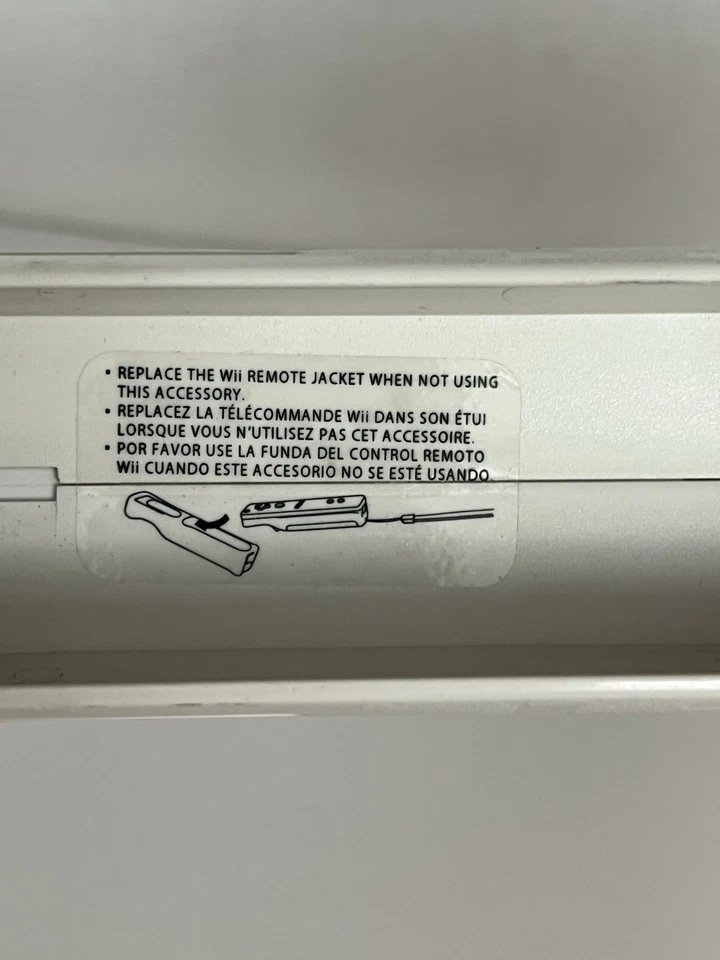 • REPLACE THE Wii REMOTE JACKET WHEN NOT USING
THIS ACCESSORY.
• REPLACEZ LA TÉLÉCOMMANDE Wii DANS SON ÉTUI
LORSQUE VOUS N'UTILISEZ PAS CET ACCESSOIRE.
• POR FAVOR USE LA FUNDA DEL CONTROL REMOTO
Wii CUANDO ESTE ACCESORIO NO SE ESTÉ USANDO.